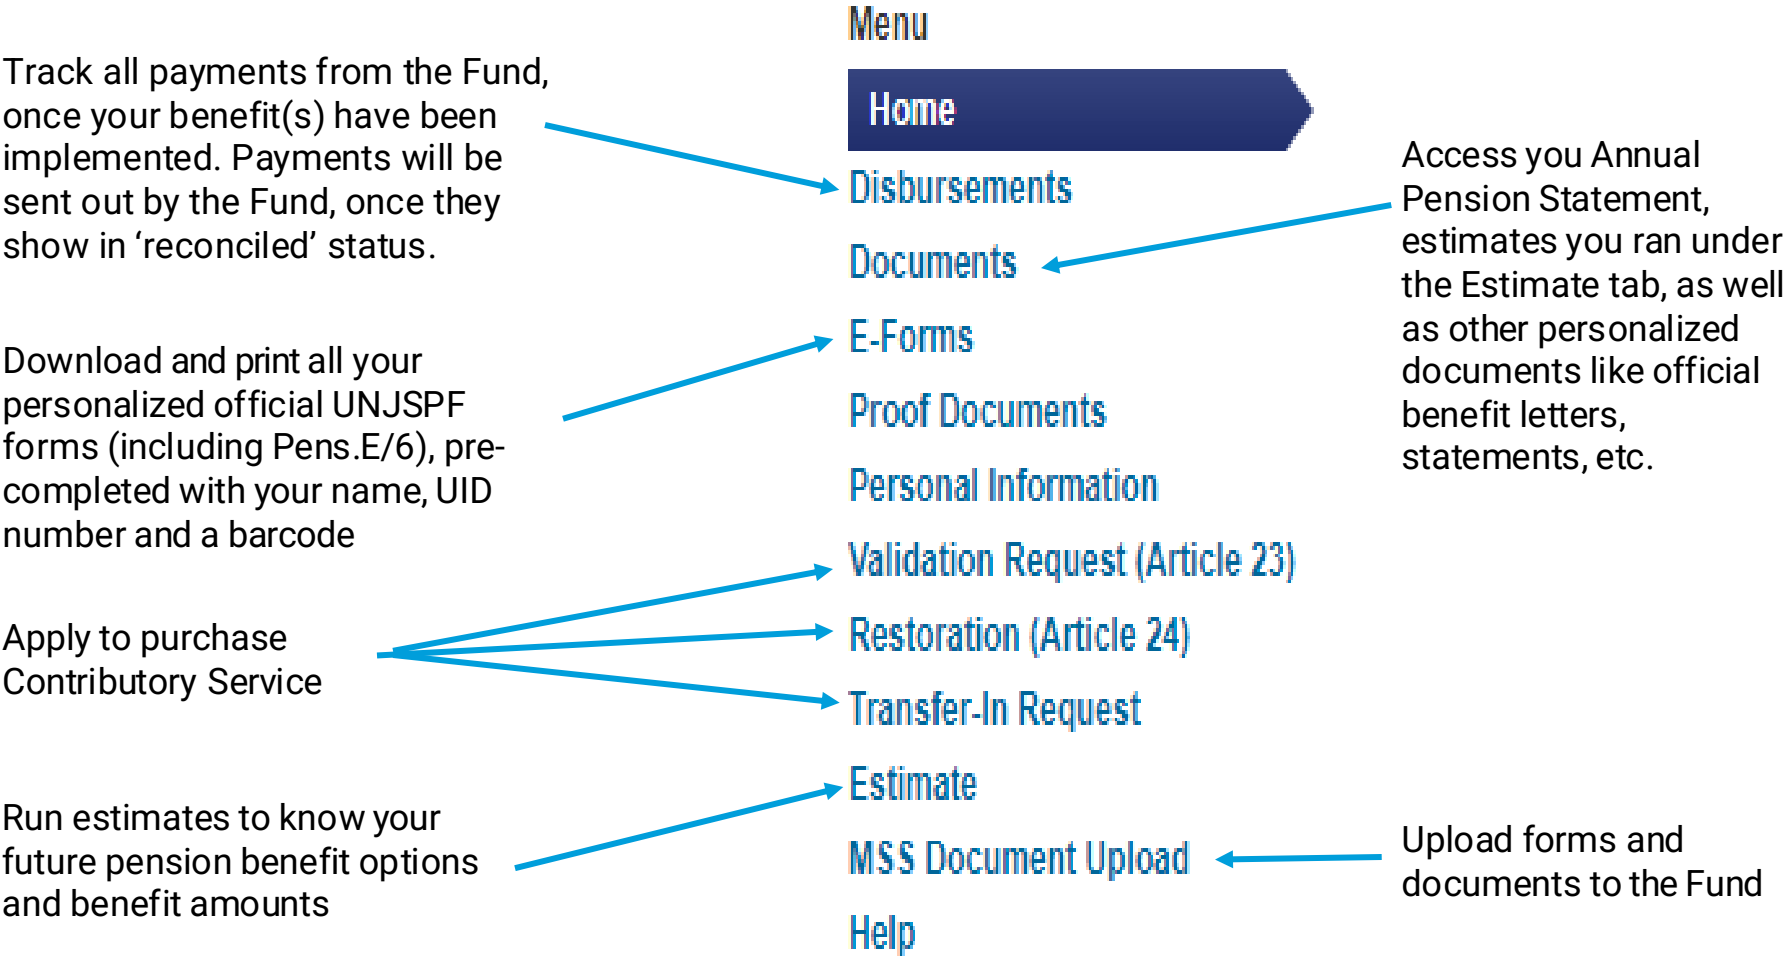 Menu
Home
Disbursements
Documents
E-Forms
Proof Documents
Personal Information
Validation Request (Article 23)
Restoration (Article 24)
Transfer-In Request
Estimate
MSS Document Upload
Help
Track all payments from the Fund,
once your benefit(s) have been
implemented. Payments will be
sent out by the Fund, once they
show in ‘reconciled’ status.
Download and print all your
personalized official UNJSPF
forms (including Pens.E/6), pre-
completed with your name, UID
number and a barcode
Apply to purchase
Contributory Service
Run estimates to know your
future pension benefit options
and benefit amounts
Access you Annual
Pension Statement,
estimates you ran under
the Estimate tab, as well
as other personalized
documents like official
benefit letters,
statements, etc.
Upload forms and
documents to the Fund